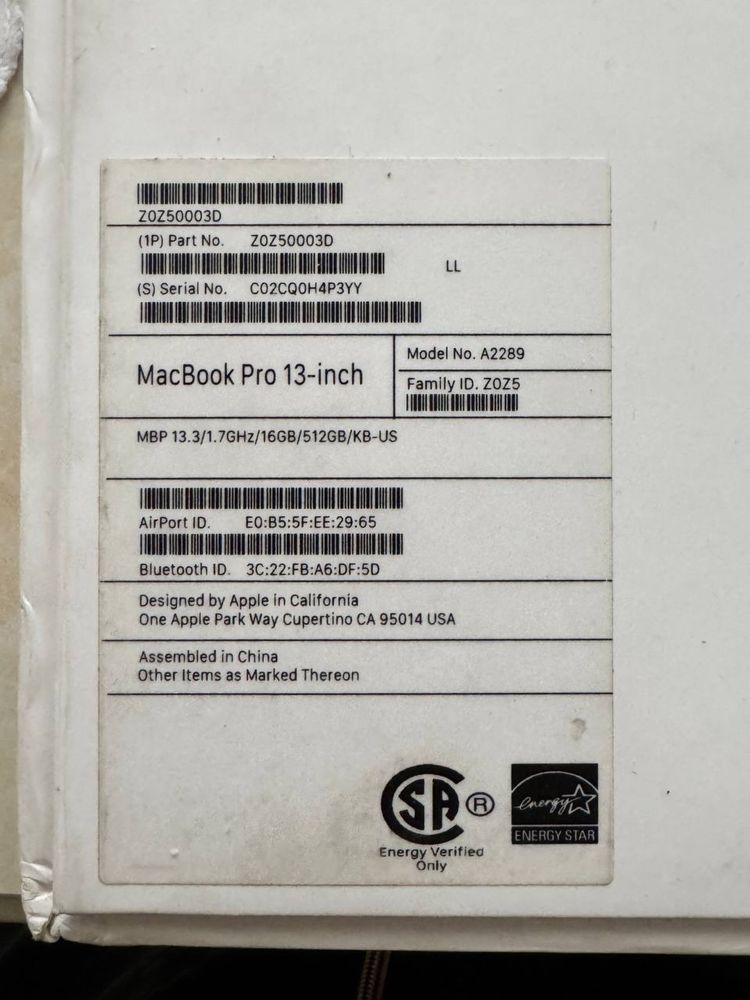 Z0Z50003D
(1P) Part No. Z0Z50003D
LL
(S) Serial No. C02CQ0H4P3YY
MacBook Pro 13-inch
Model No. A2289
Family ID. Z0Z5
MBP 13.3/1.7GHz/16GB/512GB/KB-US
AirPort ID. E0:B5:5F:EE:29:65
Bluetooth ID. 3C:22:FB:A6:DF:5D
Designed by Apple in California
One Apple Park Way Cupertino CA 95014 USA
Assembled in China
Other Items as Marked Thereon
SA ®
Energy Verified
Only
energy
ENERGY STAR